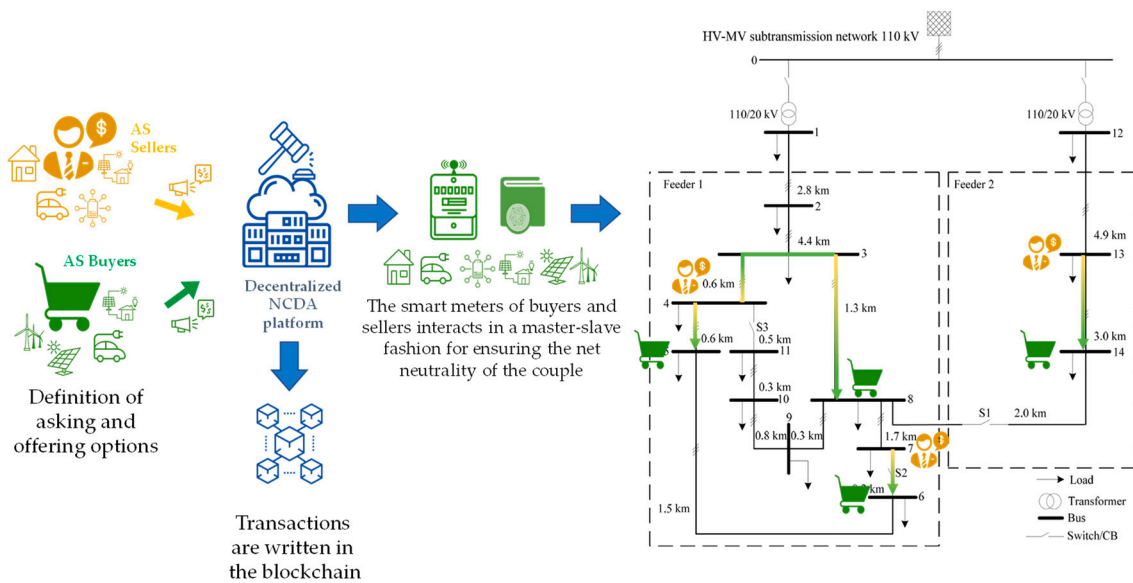 AS
Sellers
AS Buyers
Definition of
asking and
offering options
Decentralized
NCDA
platform
Transactions
are written in
the blockchain
The smart meters of buyers and
sellers interacts in a master-slave
fashion for ensuring the net
neutrality of the couple
HV-MV subtransmission network 110 kV
0
110/20 kV
110/20 kV
1
12
Feeder 1
Feeder 2
2.8 km
2
4.4 km
3
4.9 km
13
0.6 km
4
1.3 km
S3
0.5 km
0.6 km
11
3.0 km
14
0.3 km
10
9
8
S1
2.0 km
0.8 km
0.3 km
1.7 km
7
S2
km
6
1.5 km
Load
Transformer
Bus
Switch/CB